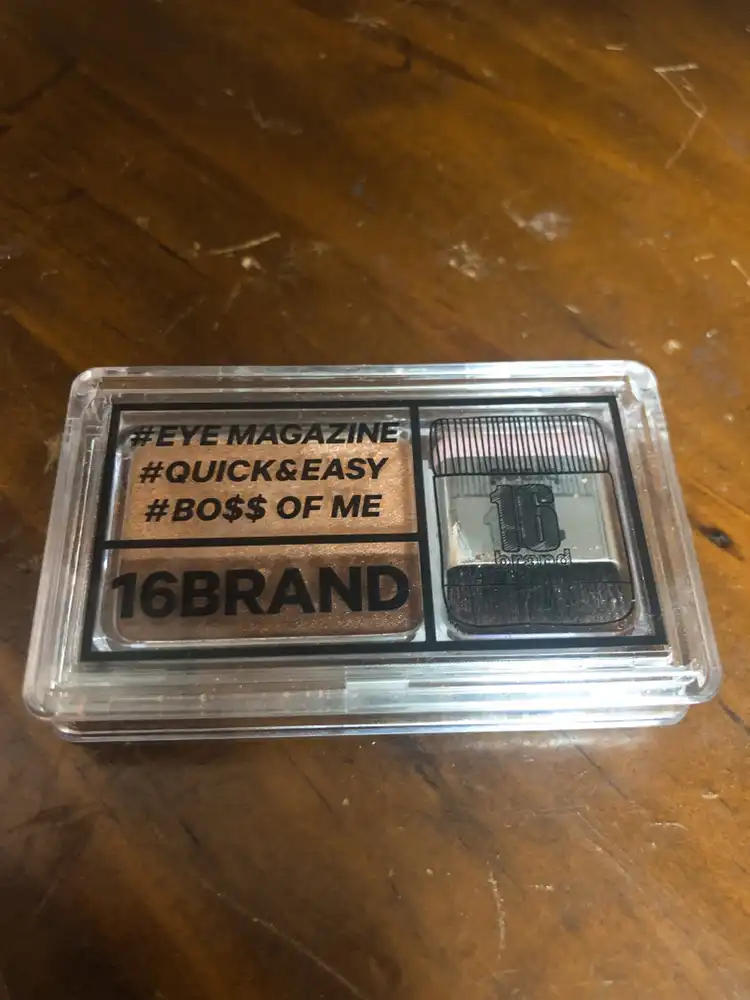 #EYE MAGAZINE
#QUICK&EASY
#BO$$ OF ME
16BRAND
16
brand